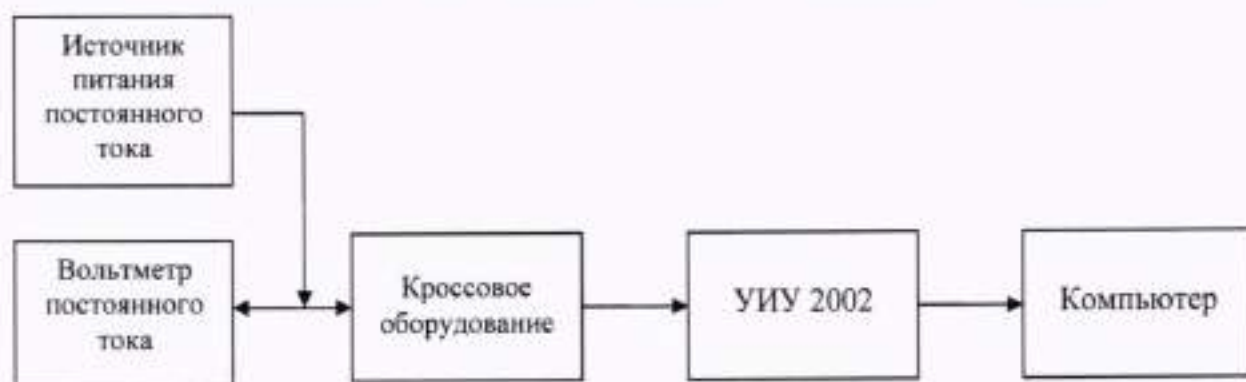 Источник
питания
постоянного
тока
Вольтметр
постоянного
тока
Кроссовое
оборудование
УИУ 2002
Компьютер